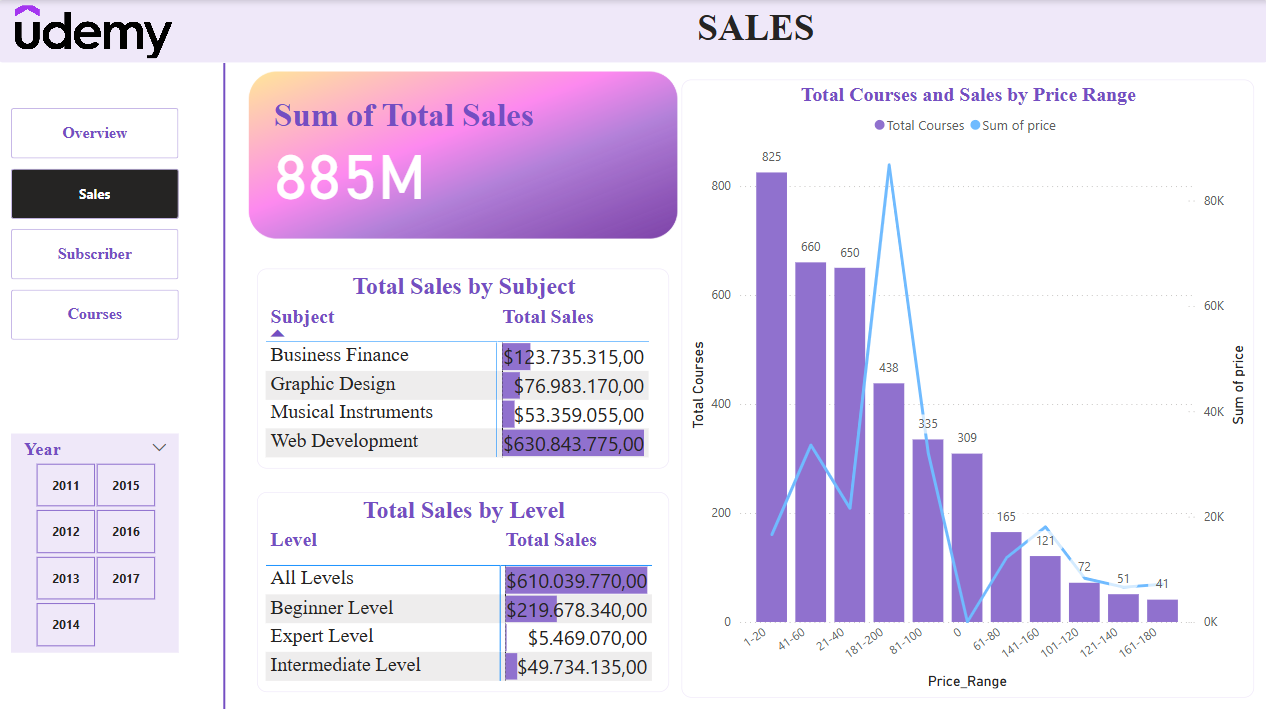 udemy
SALES
Overview
Sales
Subscriber
Courses
Year
2011 2015
2012 2016
2013 2017
2014
Sum of Total Sales
885M
Total Sales by Subject
Subject Total Sales
Business Finance $123.735.315,00
Graphic Design $76.983.170,00
Musical Instruments $53.359.055,00
Web Development $630.843.775,00
Total Sales by Level
Level Total Sales
All Levels $610.039.770,00
Beginner Level $219.678.340,00
Expert Level $5.469.070,00
Intermediate Level $49.734.135,00
Total Courses and Sales by Price Range
Total Courses Sum of price
825
660
650
438
335
309
165
121
72
51
41
800
600
400
200
0
Total Courses
80K
60K
40K
20K
0K
Sum of price
1-20 41-60 21-40 181-200 81-100 0 61-80 141-160 101-120 121-140 161-180
Price_Range